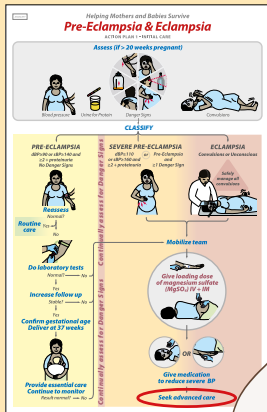 Helping Mothers and Babies Survive
Pre-Eclampsia & Eclampsia
ACTION PLAN I • INITIAL CARE
Assess (if > 20 weeks pregnant)
Blood pressure
Urine for Protein
Danger Signs
Convulsions
CLASSIFY
PRE-ECLAMPSIA
dBP≥90 or sBP≥140 and
≥2 + proteinuria
No Danger Signs
Reassess
Normal?
Routine
care
Yes
No
Do laboratory tests
Normal?
No
Yes
Increase follow up
Stable?
No
Yes
Confirm gestational age
Deliver at 37 weeks
Provide essential care
Continue to monitor
Result normal?
No
Yes
Continually assess for Danger Signs
Continually assess for Danger Signs
SEVERE PRE-ECLAMPSIA
dBP≥110
or sBP≥160 and
≥2 + proteinuria
or
Pre-Eclampsia
and
≥1 Danger Sign
ECLAMPSIA
Convulsions or Unconscious
Safely
manage all
convulsions
Mobilize team
Give loading dose
of magnesium sulfate
(MgSO₄) IV + IM
OR
Give medication
to reduce severe BP
Seek advanced care